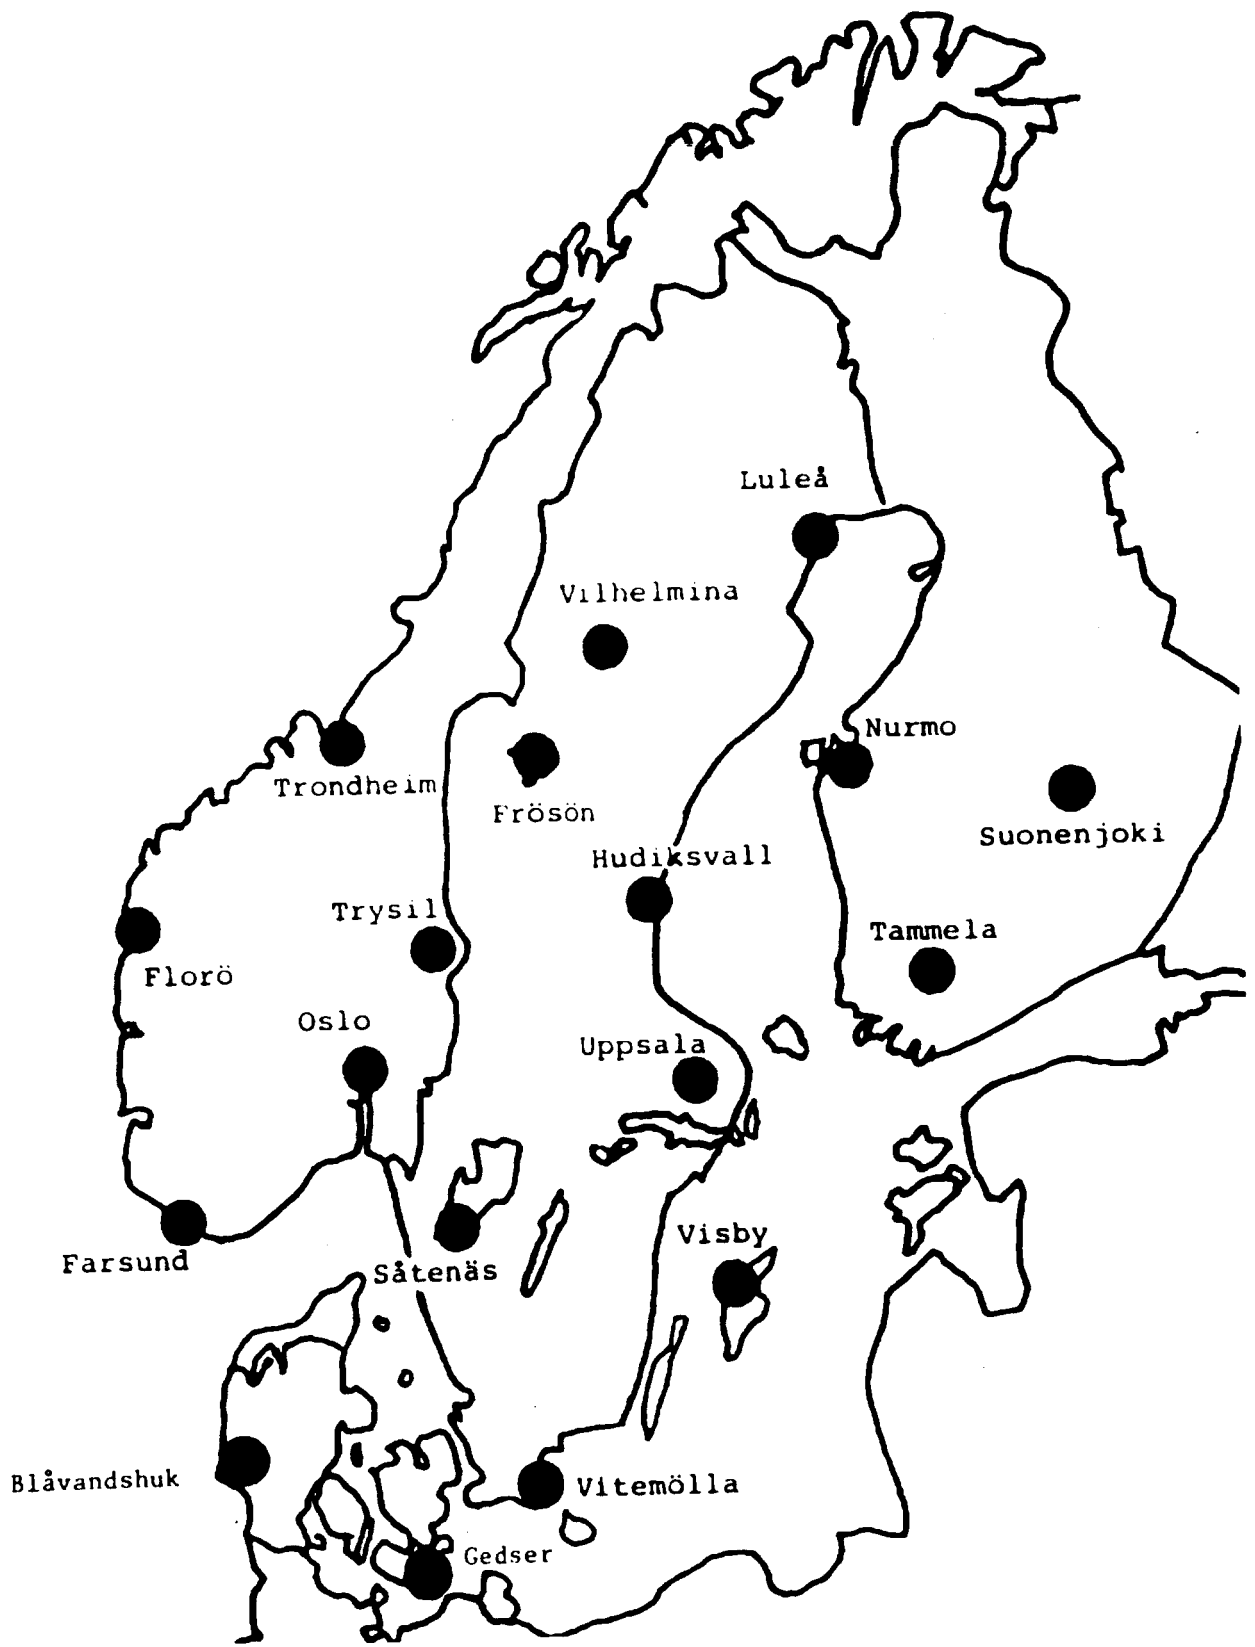 Luleå
Vilhelmina
Nurmo
Trondheim
Frösön
Suonenjoki
Hudiksvall
Trysil
Tammela
Florö
Oslo
Uppsala
Visby
Farsund
Såtenäs
Blåvandshuk
Vitemölla
Gedser